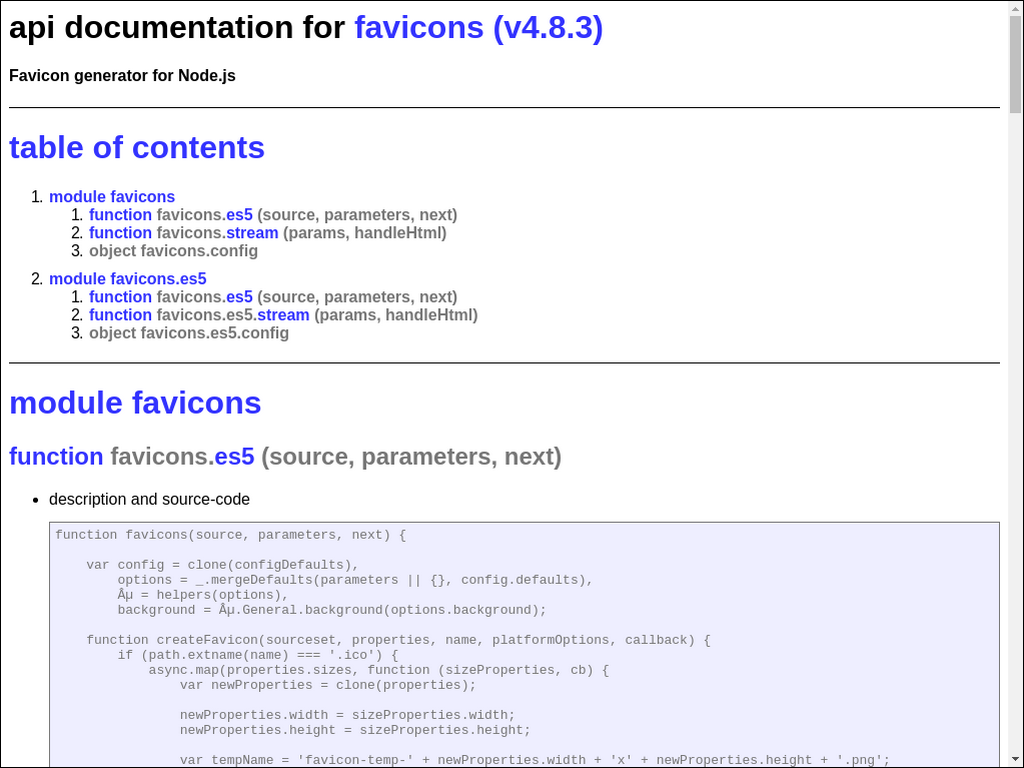 api documentation for favicons (v4.8.3)
Favicon generator for Node.js
table of contents
1. module favicons
1. function favicons.es5 (source, parameters, next)
2. function favicons.stream (params, handleHtml)
3. object favicons.config
2. module favicons.es5
1. function favicons.es5 (source, parameters, next)
2. function favicons.es5.stream (params, handleHtml)
3. object favicons.es5.config
module favicons
function favicons.es5 (source, parameters, next)
• description and source-code
function favicons(source, parameters, next) {
var config = clone(configDefaults),
options = _.mergeDefaults(parameters || {}, config.defaults),
Âµ = helpers(options),
background = Âµ.General.background(options.background);
function createFavicon(sourceset, properties, name, platformOptions, callback) {
if (path.extname(name) === '.ico') {
async.map(properties.sizes, function (sizeProperties, cb) {
var newProperties = clone(properties);
newProperties.width = sizeProperties.width;
newProperties.height = sizeProperties.height;
var tempName = 'favicon-temp-' + newProperties.width + 'x' + newProperties.height + '.png';